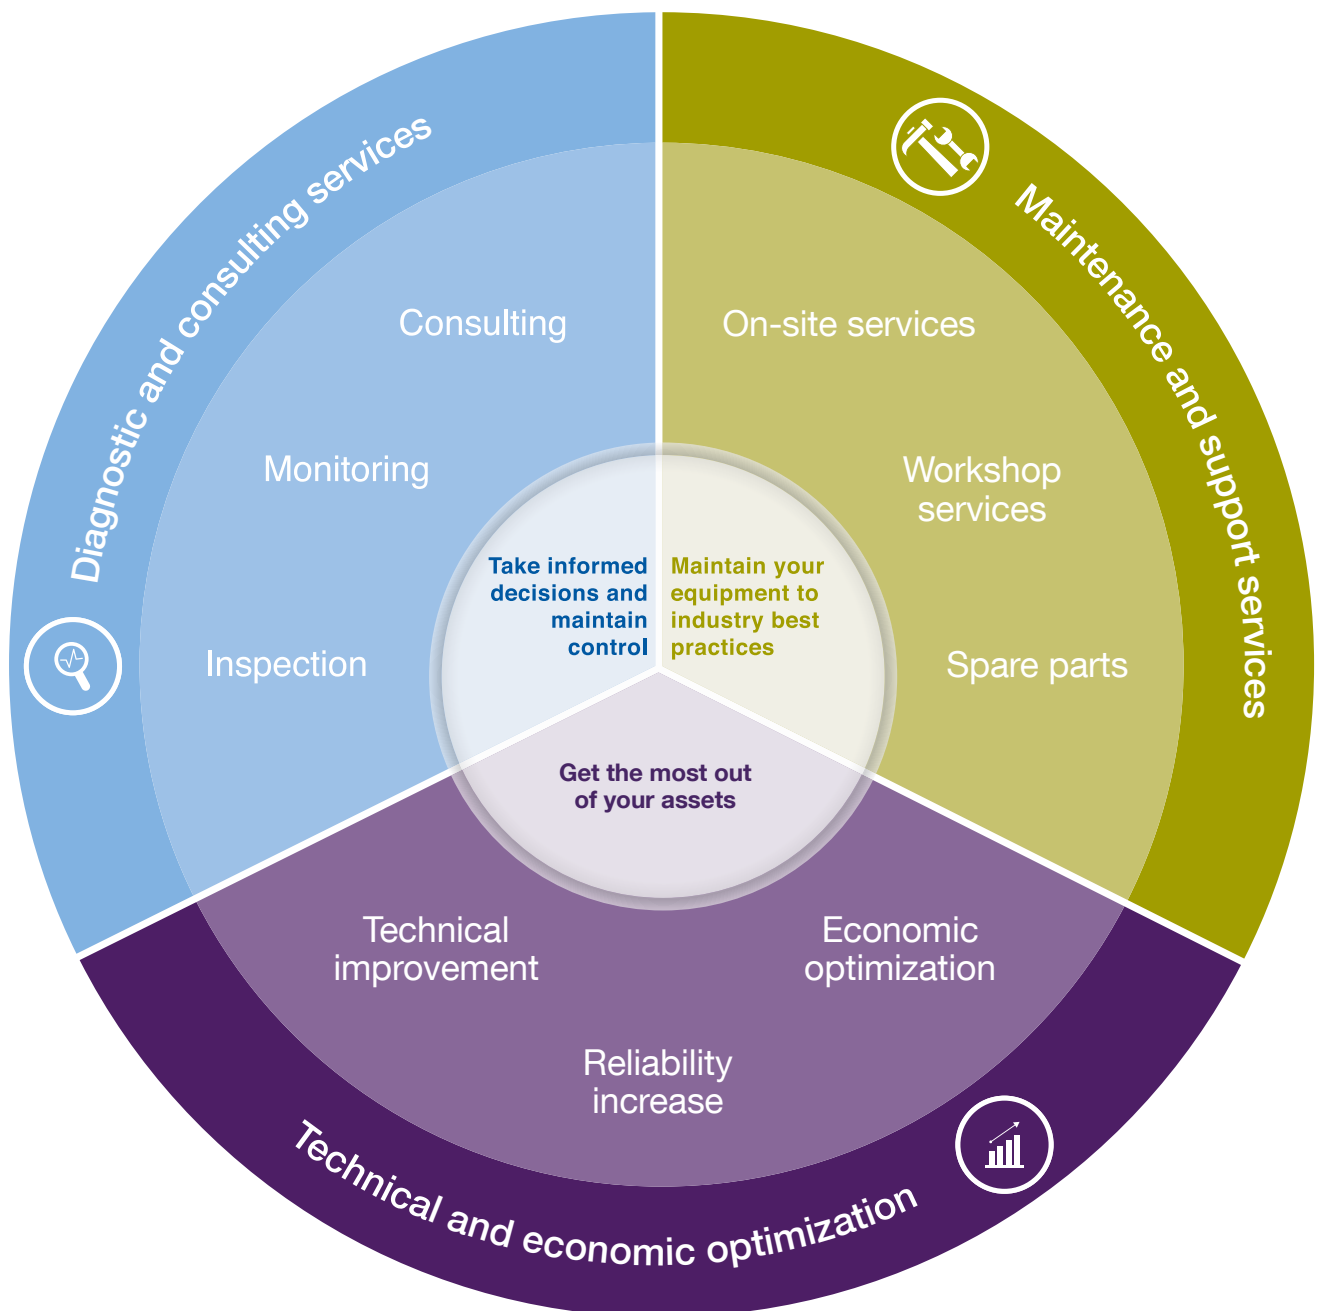 Diagnostic and consulting services
Consulting
Monitoring
Inspection
Take informed
decisions and
maintain
control
Maintenance and support services
On-site services
Workshop
services
Spare parts
Maintain your
equipment to
industry best
practices
Get the most out
of your assets
Technical
improvement
Economic
optimization
Reliability
increase
Technical and economic optimization